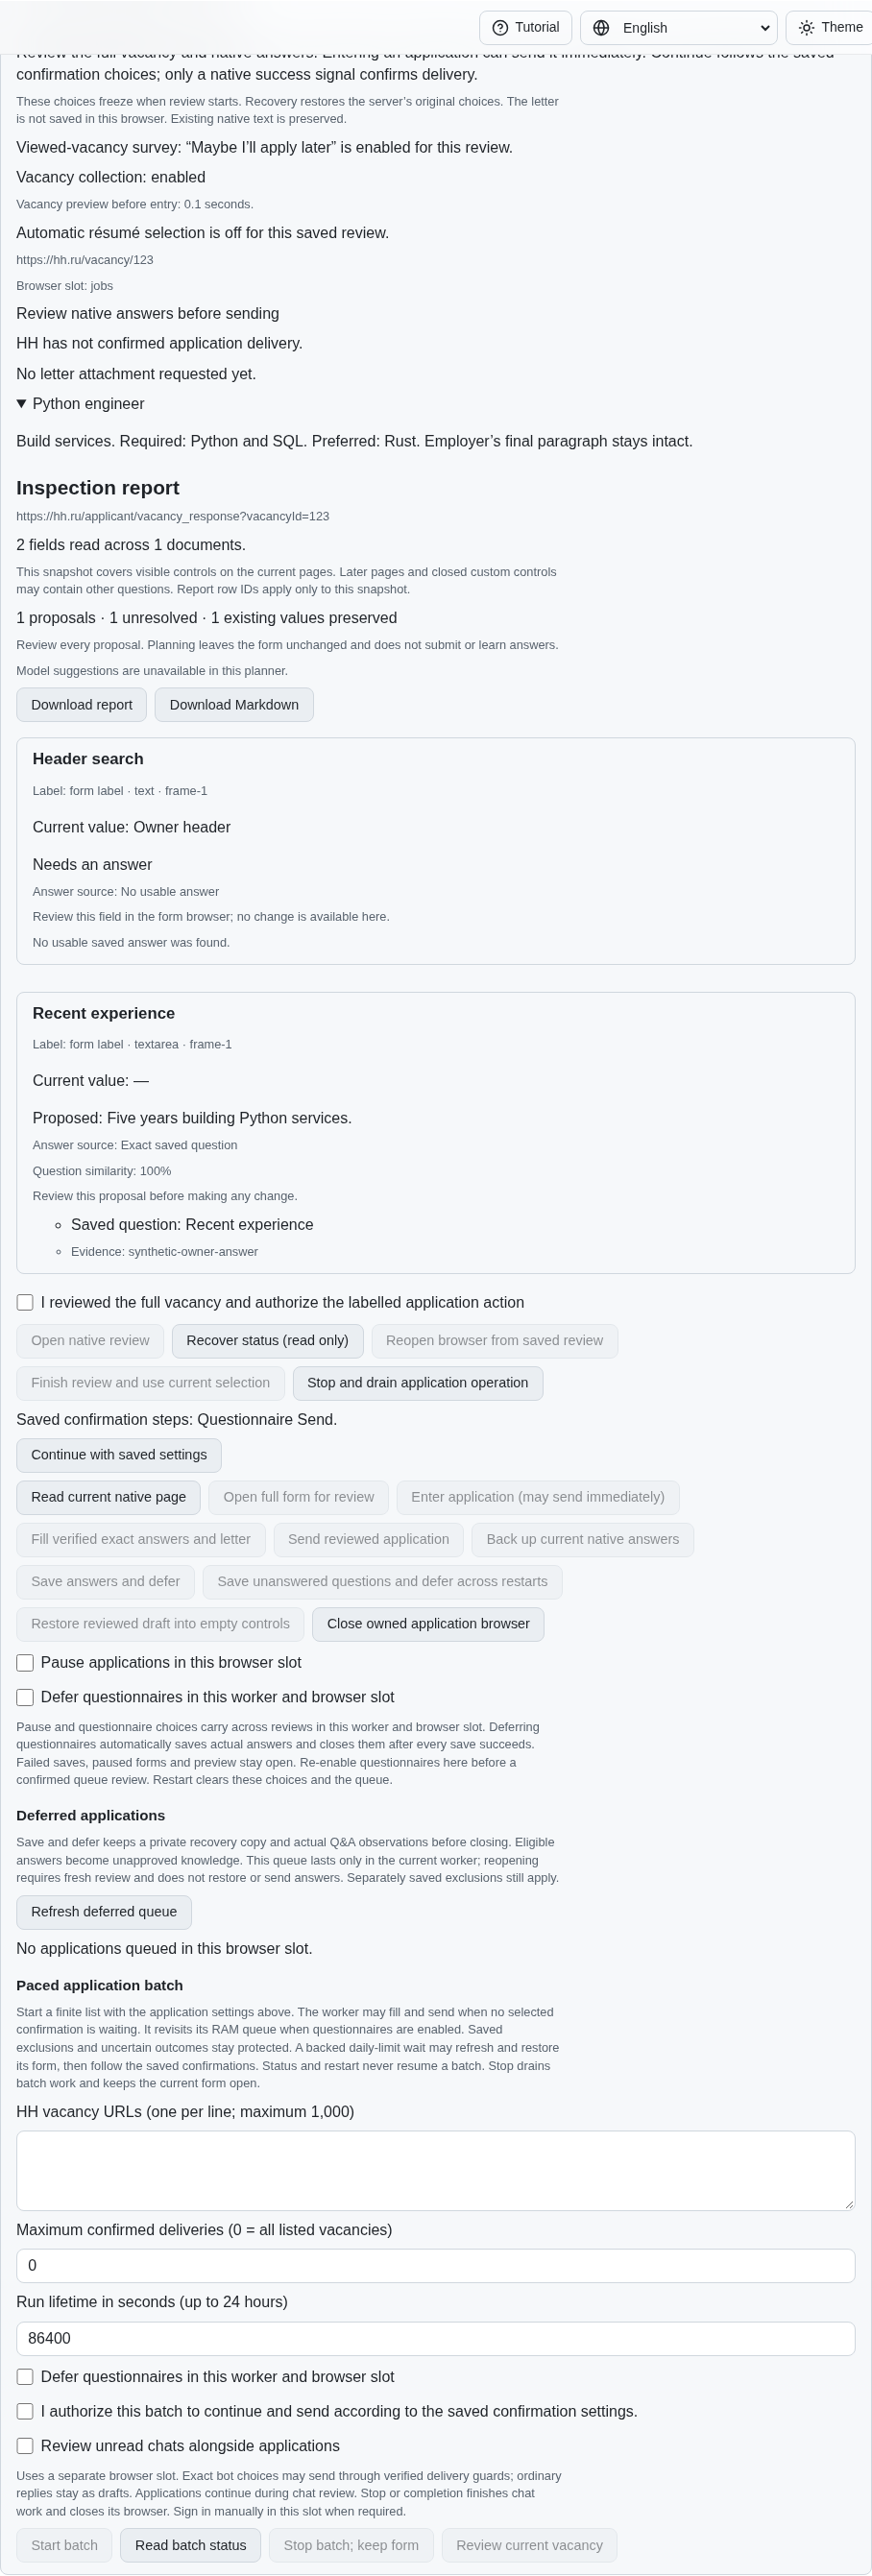 Tutorial
English
Theme
Review the full vacancy and native answers. Entering an application can send it immediately. Continue follows the saved
confirmation choices; only a native success signal confirms delivery.
These choices freeze when review starts. Recovery restores the server’s original choices. The letter
is not saved in this browser. Existing native text is preserved.
Viewed-vacancy survey: “Maybe I’ll apply later” is enabled for this review.
Vacancy collection: enabled
Vacancy preview before entry: 0.1 seconds.
Automatic résumé selection is off for this saved review.
https://hh.ru/vacancy/123
Browser slot: jobs
Review native answers before sending
HH has not confirmed application delivery.
No letter attachment requested yet.
Python engineer
Build services. Required: Python and SQL. Preferred: Rust. Employer’s final paragraph stays intact.
Inspection report
https://hh.ru/applicant/vacancy_response?vacancyId=123
2 fields read across 1 documents.
This snapshot covers visible controls on the current pages. Later pages and closed custom controls
may contain other questions. Report row IDs apply only to this snapshot.
1 proposals · 1 unresolved · 1 existing values preserved
Review every proposal. Planning leaves the form unchanged and does not submit or learn answers.
Model suggestions are unavailable in this planner.
Download report
Download Markdown
Header search
Label: form label · text · frame-1
Current value: Owner header
Needs an answer
Answer source: No usable answer
Review this field in the form browser; no change is available here.
No usable saved answer was found.
Recent experience
Label: form label · textarea · frame-1
Current value: —
Proposed: Five years building Python services.
Answer source: Exact saved question
Question similarity: 100%
Review this proposal before making any change.
Saved question: Recent experience
Evidence: synthetic-owner-answer
I reviewed the full vacancy and authorize the labelled application action
Open native review
Recover status (read only)
Reopen browser from saved review
Finish review and use current selection
Stop and drain application operation
Saved confirmation steps: Questionnaire Send.
Continue with saved settings
Read current native page
Open full form for review
Enter application (may send immediately)
Fill verified exact answers and letter
Send reviewed application
Back up current native answers
Save answers and defer
Save unanswered questions and defer across restarts
Restore reviewed draft into empty controls
Close owned application browser
Pause applications in this browser slot
Defer questionnaires in this worker and browser slot
Pause and questionnaire choices carry across reviews in this worker and browser slot. Deferring
questionnaires automatically saves actual answers and closes them after every save succeeds.
Failed saves, paused forms and preview stay open. Re-enable questionnaires here before a
confirmed queue review. Restart clears these choices and the queue.
Deferred applications
Save and defer keeps a private recovery copy and actual Q&A observations before closing. Eligible
answers become unapproved knowledge. This queue lasts only in the current worker; reopening
requires fresh review and does not restore or send answers. Separately saved exclusions still apply.
Refresh deferred queue
No applications queued in this browser slot.
Paced application batch
Start a finite list with the application settings above. The worker may fill and send when no selected
confirmation is waiting. It revisits its RAM queue when questionnaires are enabled. Saved
exclusions and uncertain outcomes stay protected. A backed daily-limit wait may refresh and restore
its form, then follow the saved confirmations. Status and restart never resume a batch. Stop drains
batch work and keeps the current form open.
HH vacancy URLs (one per line; maximum 1,000)
Maximum confirmed deliveries (0 = all listed vacancies)
0
Run lifetime in seconds (up to 24 hours)
86400
Defer questionnaires in this worker and browser slot
I authorize this batch to continue and send according to the saved confirmation settings.
Review unread chats alongside applications
Uses a separate browser slot. Exact bot choices may send through verified delivery guards; ordinary
replies stay as drafts. Applications continue during chat review. Stop or completion finishes chat
work and closes its browser. Sign in manually in this slot when required.
Start batch
Read batch status
Stop batch; keep form
Review current vacancy